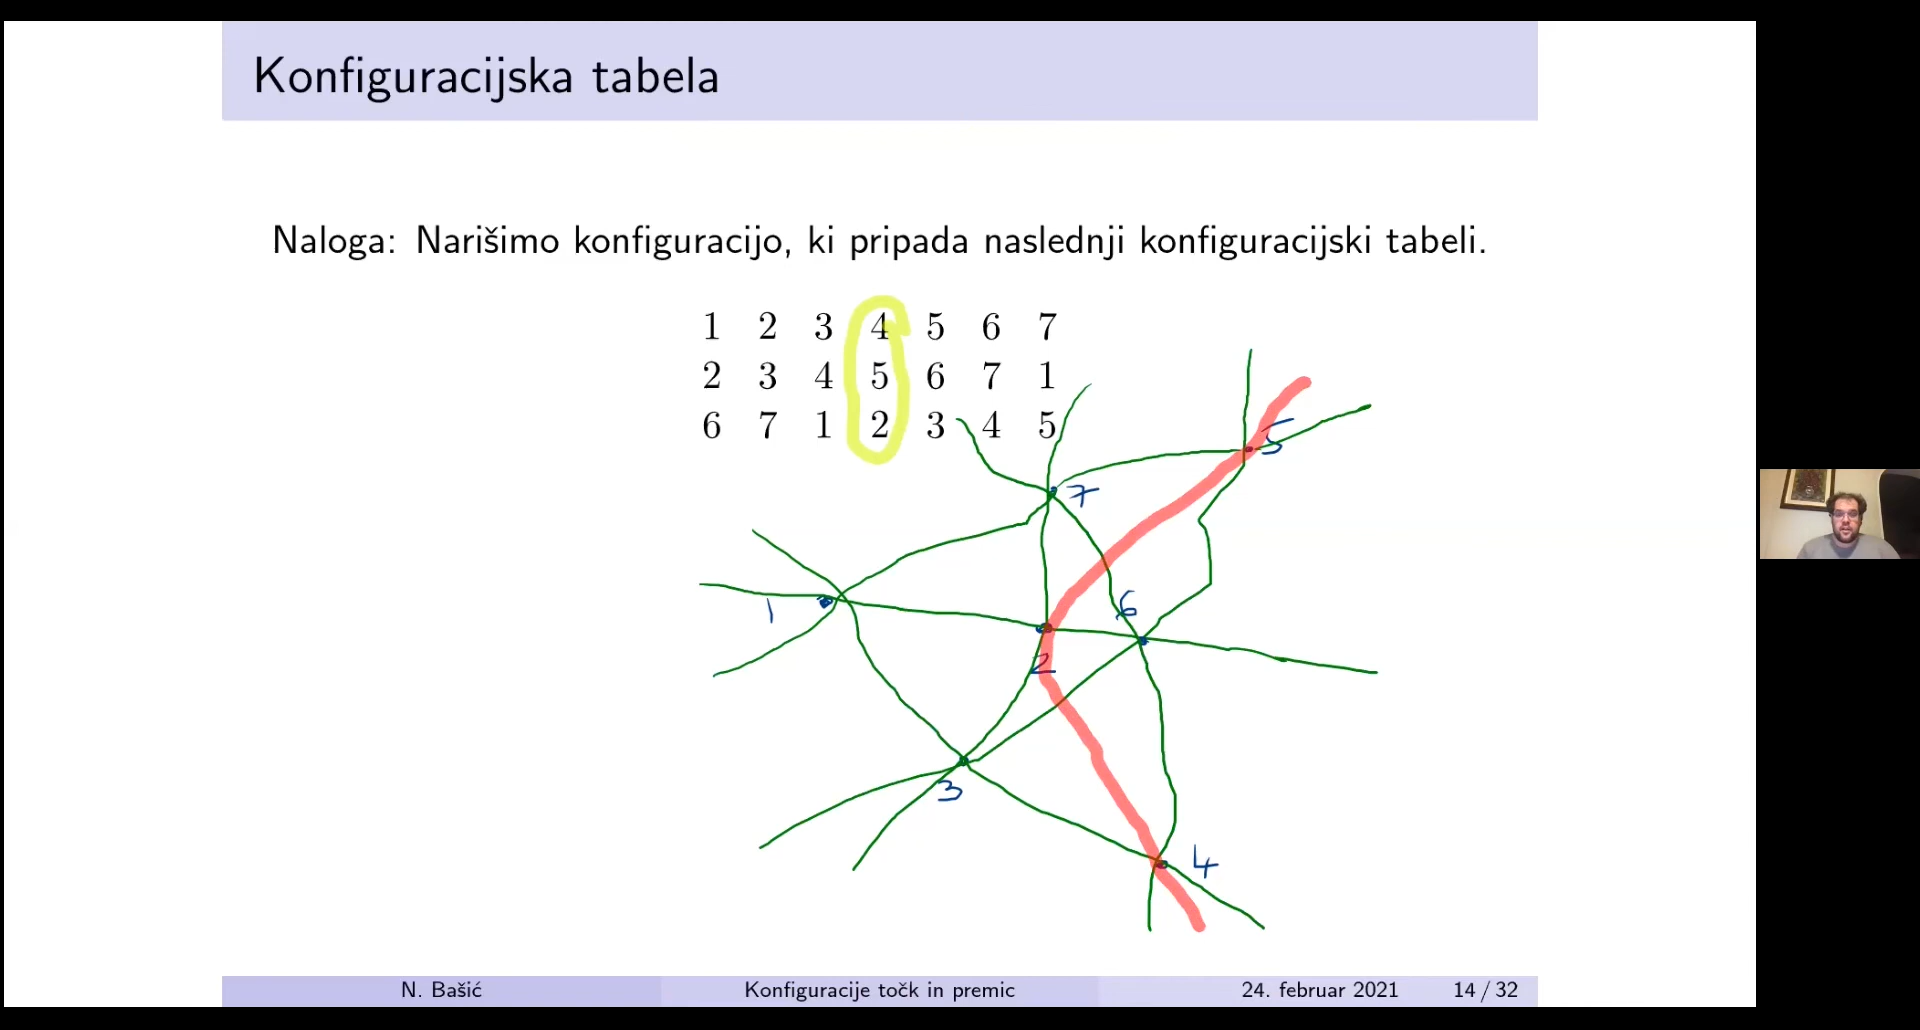 Konfiguracijska tabela
Naloga: Narišimo konfiguracijo, ki pripada naslednji konfiguracijski tabeli.
1 2 3 4 5 6 7
2 3 4 5 6 7 1
6 7 1 2 3 4 5
5
7
6
1
2
3
4
N. Bašić Konfiguracije točk in premic 24. februar 2021 14 / 32